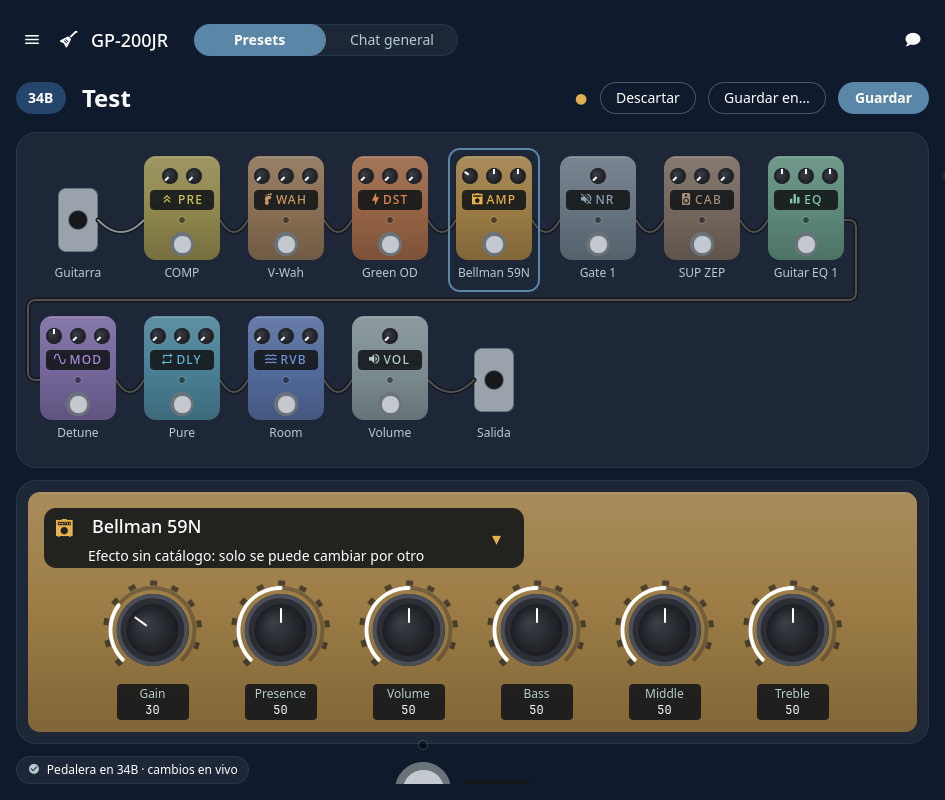 GP-200JR
Presets
Chat general
34B
Test
Descartar
Guardar en...
Guardar
PRE
WAH
DST
AMP
NR
CAB
EQ
Guitarra
COMP
V-Wah
Green OD
Bellman 59N
Gate 1
SUP ZEP
Guitar EQ 1
MOD
DLY
RVB
VOL
Detune
Pure
Room
Volume
Salida
Bellman 59N
Efecto sin catálogo: solo se puede cambiar por otro
Gain
Presence
Volume
Bass
Middle
Treble
30
50
50
50
50
50
Pedalera en 34B · cambios en vivo